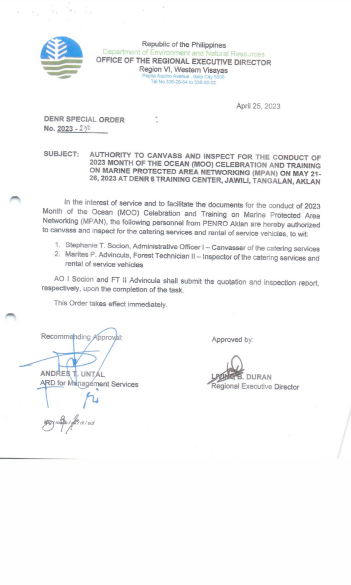 Republic of the Philippines
Department of Environment and Natural Resources
OFFICE OF THE REGIONAL EXECUTIVE DIRECTOR
Region VI, Western Visayas
April 25, 2023
DENR SPECIAL ORDER
No. 2023 -
SUBJECT: AUTHORITY TO CANVASS AND INSPECT FOR THE CONDUCT OF
2023 MONTH OF THE OCEAN (MOO) CELEBRATION AND TRAINING
ON MARINE PROTECTED AREA NETWORKING (MPAN) ON MAY 21-
26, 2023 AT DENR 6 TRAINING CENTER, JAWILI, TANGALAN, AKLAN
In the interest of service and to facilitate the documents for the conduct of 2023
Month of the Ocean (MOO) Celebration and Training on Marine Protected Area
Networking (MPAN), the following personnel from PENRO Aklan are hereby authorized
to canvass and inspect for the catering services and rental of service vehicles, to wit:
1. Stephanie T. Socion, Administrative Officer I – Canvasser of the catering services
2. Marites P. Advincula, Forest Technician II – Inspector of the catering services and
rental of service vehicles
AO I Socion and FT II Advincula shall submit the quotation and inspection report,
respectively, upon the completion of the task.
This Order takes effect immediately.
Recommending Approval:
Approved by:
ANDRES T. UNTAL
ARD for Management Services
B. DURAN
Regional Executive Director